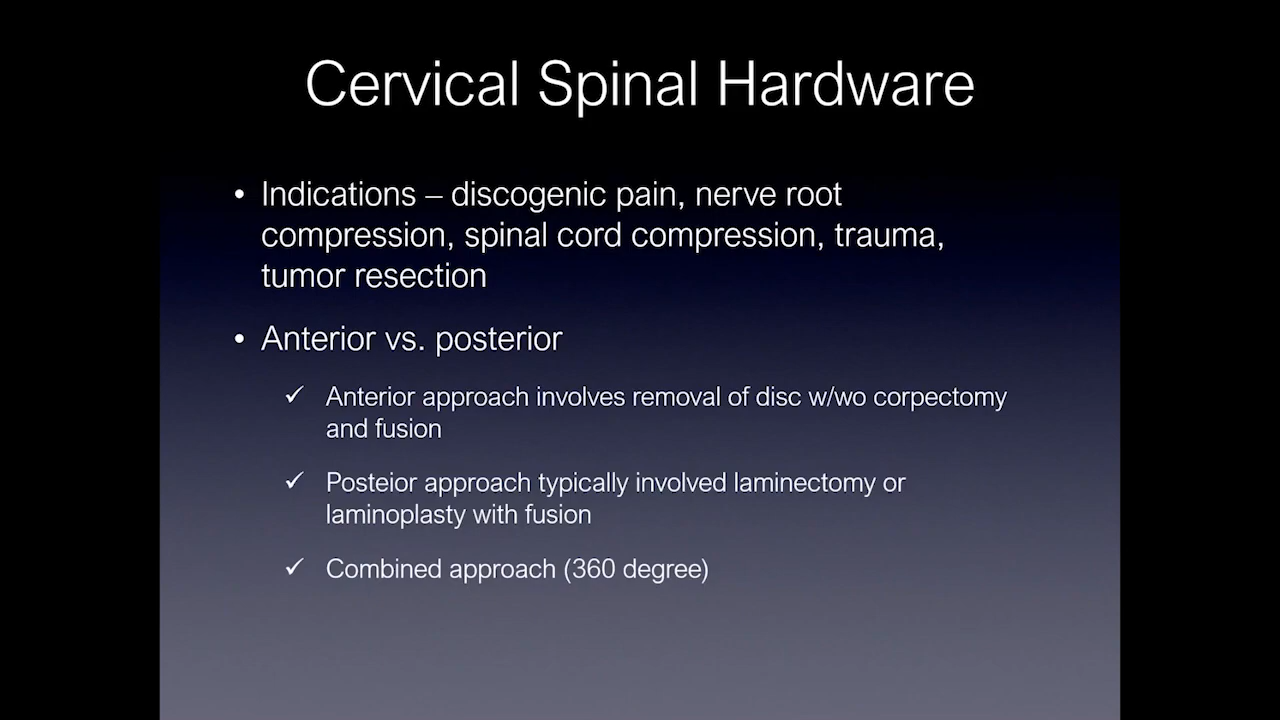 Cervical Spinal Hardware
• Indications – discogenic pain, nerve root
compression, spinal cord compression, trauma,
tumor resection
• Anterior vs. posterior
✓ Anterior approach involves removal of disc w/wo corpectomy
and fusion
✓ Posteior approach typically involved laminectomy or
laminoplasty with fusion
✓ Combined approach (360 degree)